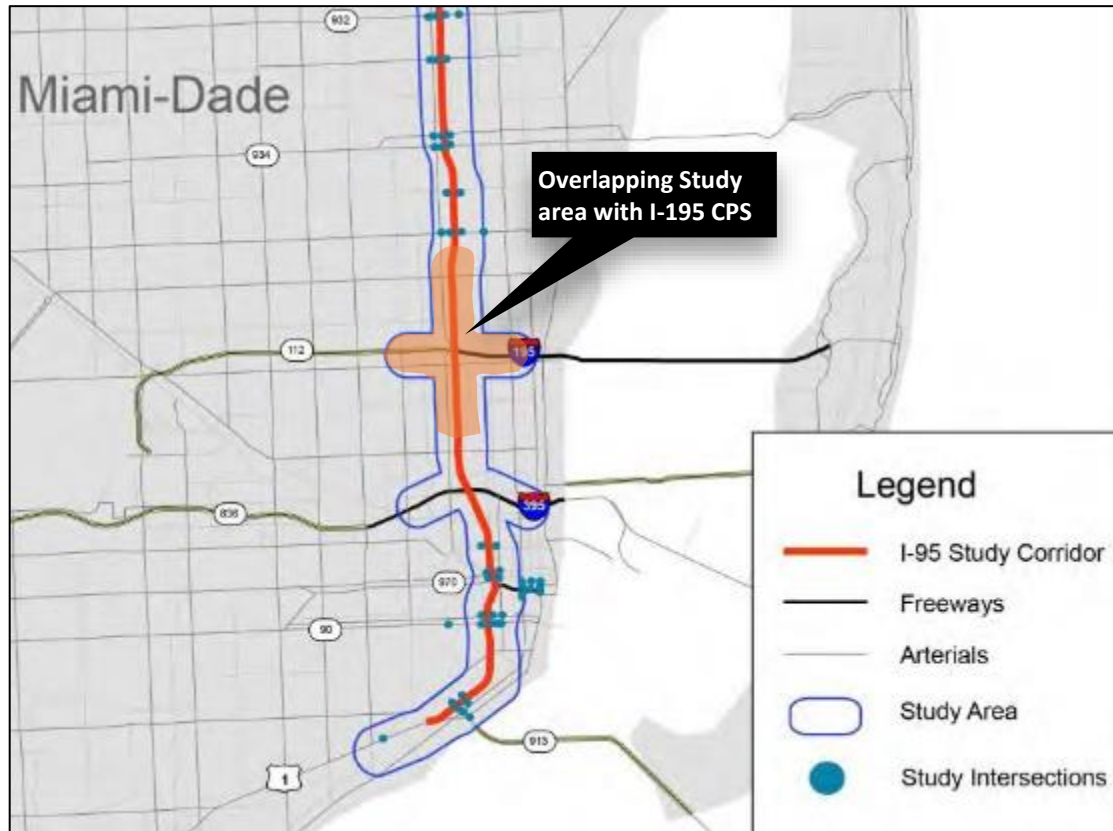 932
Miami-Dade
934
Overlapping Study
area with I-195 CPS
112
195
395
836
970
90
913
1
Legend
I-95 Study Corridor
Freeways
Arterials
Study Area
Study Intersections